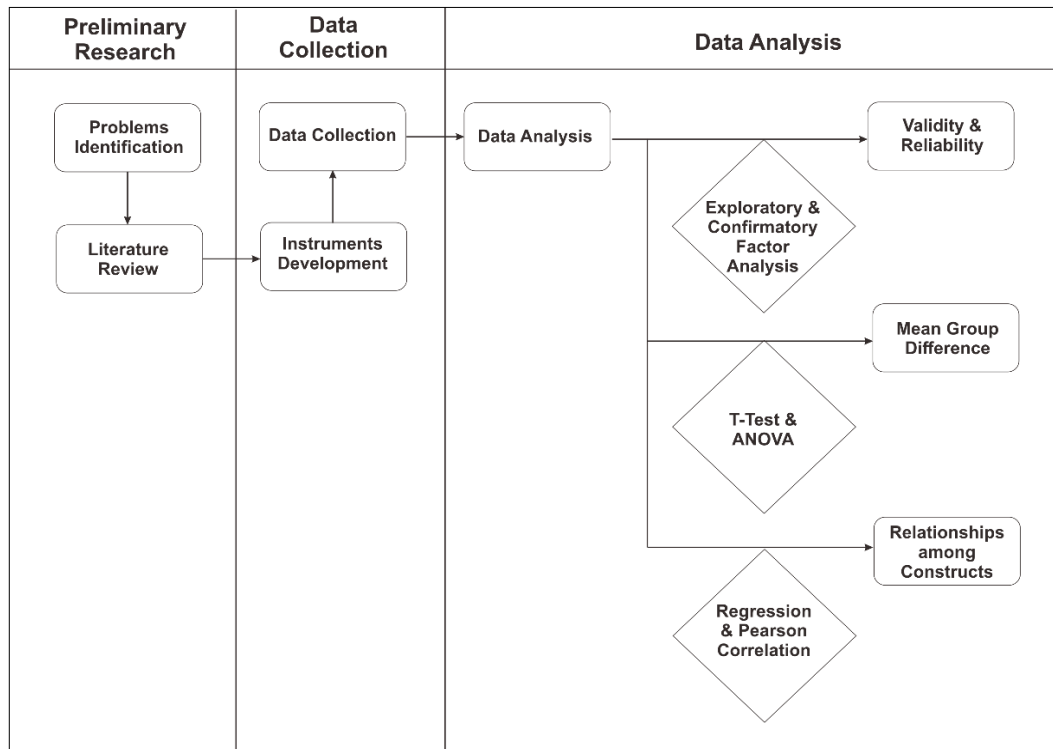 Preliminary
Research
Data
Collection
Data Analysis
Problems
Identification
Literature
Review
Data Collection
Instruments
Development
Data Analysis
Validity &
Reliability
Exploratory &
Confirmatory
Factor
Analysis
Mean Group
Difference
T-Test &
ANOVA
Relationships
among
Constructs
Regression
& Pearson
Correlation